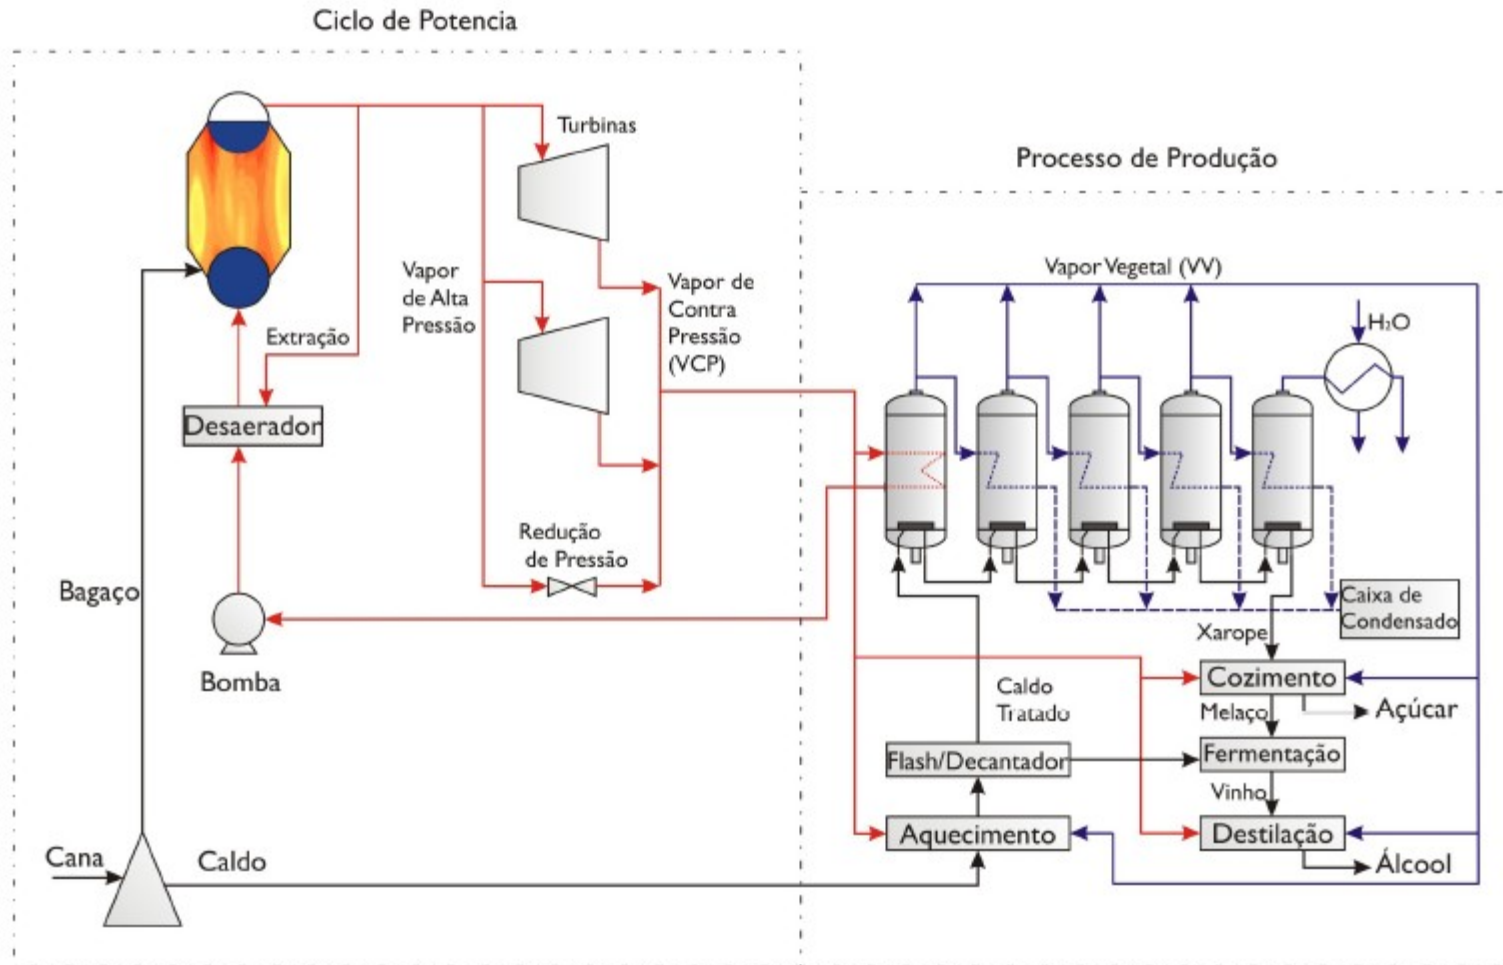 Ciclo de Potencia
Turbinas
Processo de Produção
Vapor
de Alta
Pressão
Vapor de
Contra
Pressão
(VCP)
Vapor Vegetal (VV)
H₂O
Extração
Desaerador
Redução
de Pressão
Bagaço
Caixa de
Condensado
Xarope
Bomba
Cozimento
Caldo
Tratado
Melaço
Açúcar
Flash/Decantador
Fermentação
Vinho
Aquecimento
Destilação
Cana
Caldo
Álcool